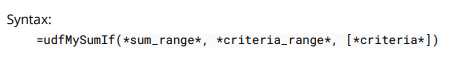 Syntax:
=udfMySumIf(*sum_range*, *criteria_range*, [*criteria*])